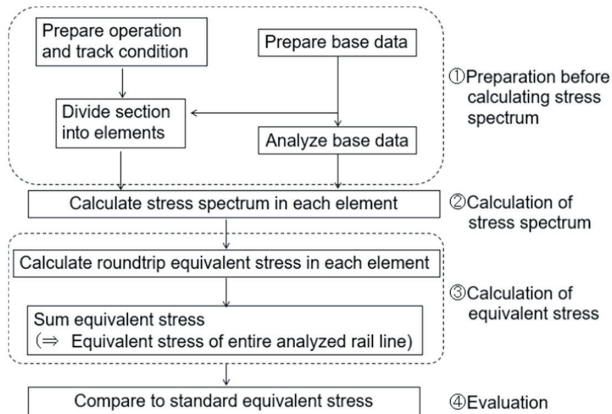 Prepare operation
and track condition
Prepare base data
Divide section
into elements
Analyze base data
①Preparation before
calculating stress
spectrum
Calculate stress spectrum in each element
②Calculation of
stress spectrum
Calculate roundtrip equivalent stress in each element
Sum equivalent stress
(⇒ Equivalent stress of entire analyzed rail line)
③Calculation of
equivalent stress
Compare to standard equivalent stress
④Evaluation